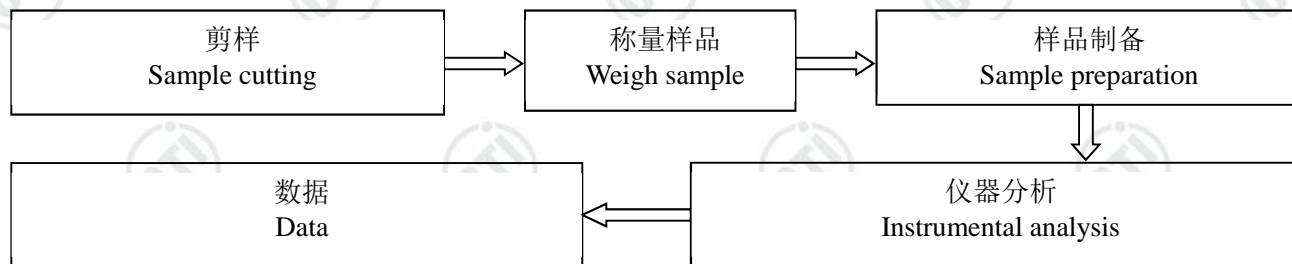 剪样
Sample cutting
称量样品
Weigh sample
样品制备
Sample preparation
仪器分析
Instrumental analysis
数据
Data